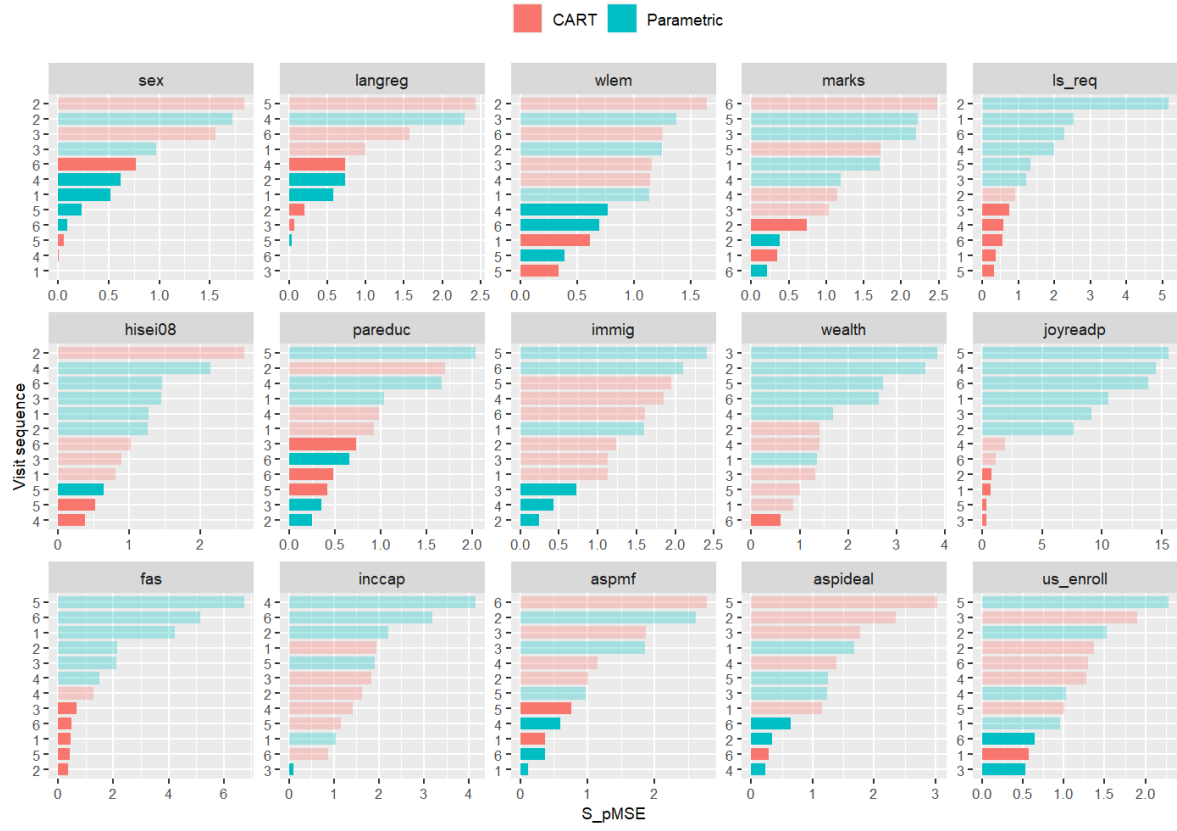 CART Parametric
sex langreg wlem marks ls_req
2 5 2 6 2
2 4 3 5 1
3 6 6 3 6
3 1 2 5 4
6 4 3 1 5
4 2 4 4 3
1 1 1 4 2
5 2 4 3 3
6 3 6 2 4
5 5 1 2 6
4 6 5 1 1
1 3 5 6 5
0.0 0.5 1.0 1.5 0.0 0.5 1.0 1.5 2.0 2.5 0.0 0.5 1.0 1.5 0.0 0.5 1.0 1.5 2.0 2.5 0 1 2 3 4 5
hisei08 pareduc immig wealth joyreadp
2 5 5 3 5
4 2 6 2 4
6 4 5 5 6
3 1 4 6 1
1 4 6 4 3
2 1 1 2 2
6 3 2 4 4
3 6 3 1 6
1 6 1 3 2
5 5 3 5 1
5 3 4 1 5
4 2 2 6 3
0 1 2 0.0 0.5 1.0 1.5 2.0 0.0 0.5 1.0 1.5 2.0 2.5 0 1 2 3 4 0 5 10 15
fas inccap aspmf aspideal us_enroll
5 4 6 5 5
6 6 2 2 3
1 2 3 3 2
2 1 3 1 2
3 5 4 4 6
4 3 2 5 4
4 2 5 3 4
3 4 5 1 5
6 5 4 6 1
1 1 1 2 6
5 6 6 6 1
2 3 1 4 3
0 2 4 6 0 1 2 3 4 0 1 2 0 1 2 3 0.0 0.5 1.0 1.5 2.0
Visit sequence
S_pMSE